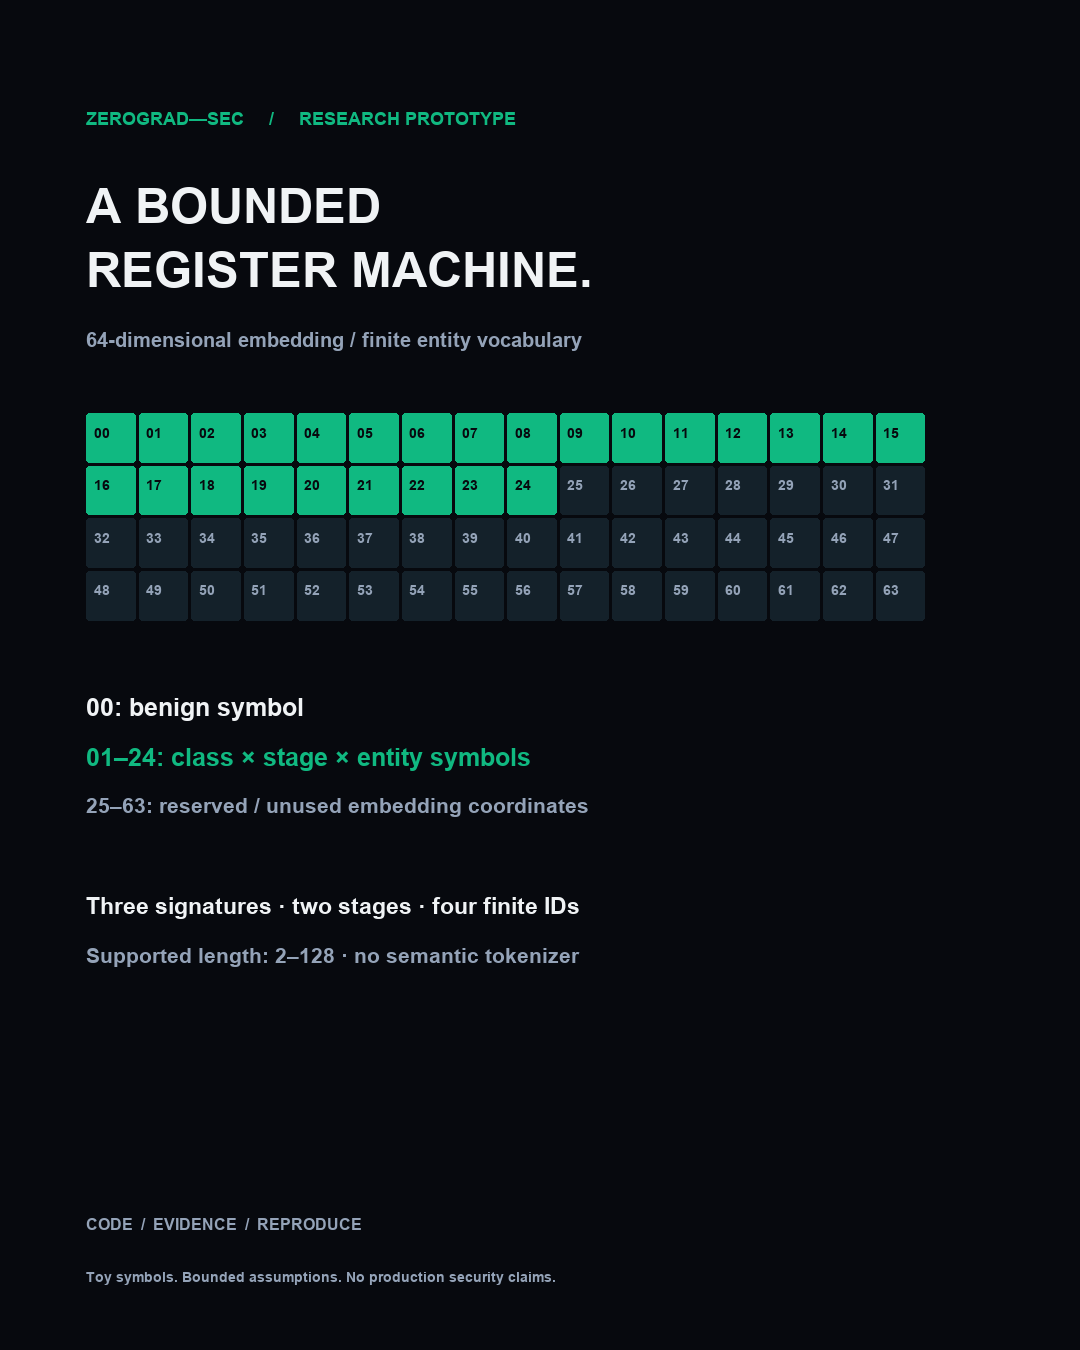 ZEROGRAD—SEC / RESEARCH PROTOTYPE
A BOUNDED
REGISTER MACHINE.
64-dimensional embedding / finite entity vocabulary
00 01 02 03 04 05 06 07 08 09 10 11 12 13 14 15
16 17 18 19 20 21 22 23 24 25 26 27 28 29 30 31
32 33 34 35 36 37 38 39 40 41 42 43 44 45 46 47
48 49 50 51 52 53 54 55 56 57 58 59 60 61 62 63
00: benign symbol
01–24: class × stage × entity symbols
25–63: reserved / unused embedding coordinates
Three signatures · two stages · four finite IDs
Supported length: 2–128 · no semantic tokenizer
CODE / EVIDENCE / REPRODUCE
Toy symbols. Bounded assumptions. No production security claims.